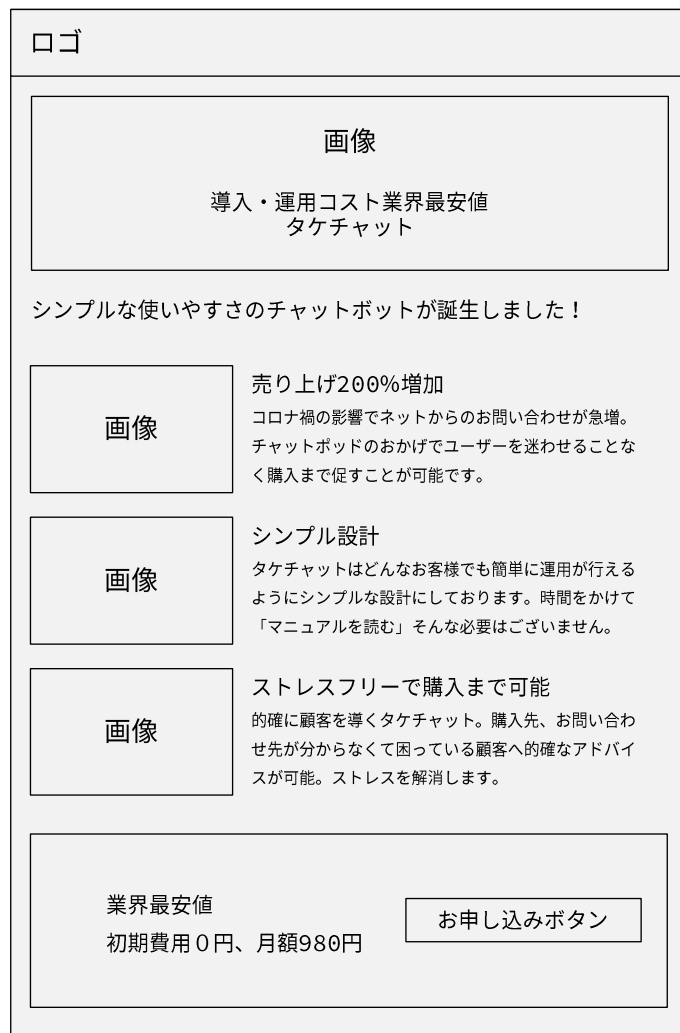 ロゴ
画像
導入・運用コスト業界最安値
タケチャット
シンプルな使いやすさのチャットボットが誕生しました！
画像
売り上げ200%増加
コロナ禍の影響でネットからのお問い合わせが急増。
チャットポッドのおかげでユーザーを迷わせることな
く購入まで促すことが可能です。
画像
シンプル設計
タケチャットはどんなお客様でも簡単に運用が行える
ようにシンプルな設計にしております。時間をかけて
「マニュアルを読む」そんな必要はございません。
画像
ストレスフリーで購入まで可能
的確に顧客を導くタケチャット。購入先、お問い合わ
せ先が分からなくて困っている顧客へ的確なアドバイ
スが可能。ストレスを解消します。
業界最安値
初期費用０円、月額980円
お申し込みボタン